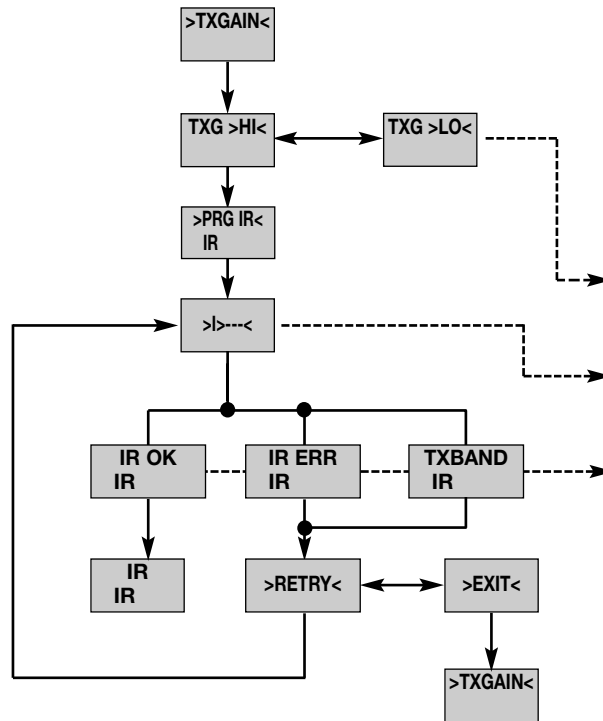 >TXGAIN<
TXG >HI<
TXG >LO<
>PRG IR<
IR
>I>---<
IR OK
IR
IR ERR
IR
TXBAND
IR
IR
IR
>RETRY<
>EXIT<
>TXGAIN<